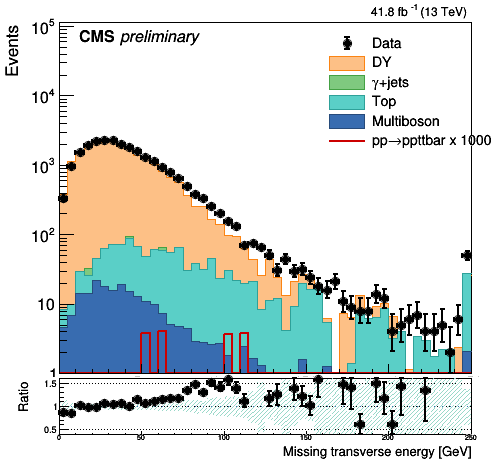 41.8 fb⁻¹ (13 TeV)
CMS preliminary
Data
DY
γ+jets
Top
Multiboson
pp→ppttbar x 1000
Events
10⁵
10⁴
10³
10²
10
1
Ratio
1.5
1
0.5
0 50 100 150 200 250
Missing transverse energy [GeV]